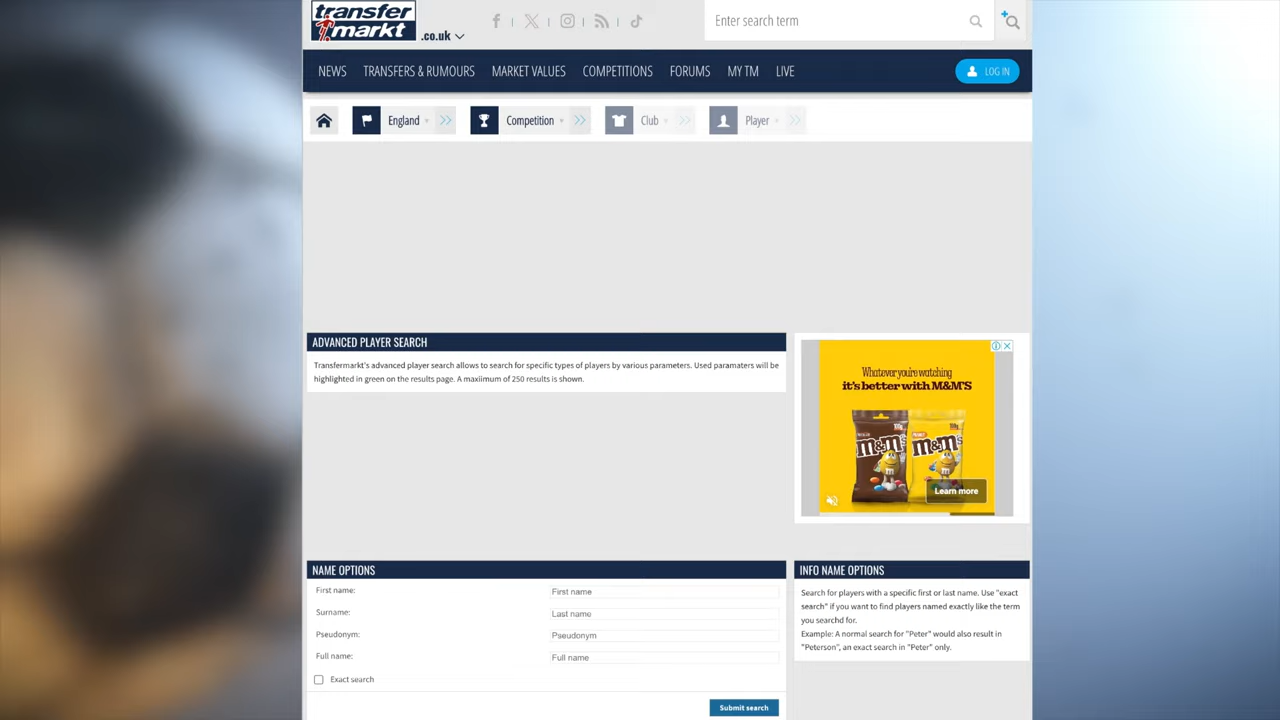 transfer
markt
.co.uk
Enter search term
NEWS TRANSFERS & RUMOURS MARKET VALUES COMPETITIONS FORUMS MY TM LIVE LOG IN
England Competition Club Player
ADVANCED PLAYER SEARCH
Transfermarkt's advanced player search allows to search for specific types of players by various parameters. Used paramaters will be
highlighted in green on the results page. A maxiimum of 250 results is shown.
Whatever you're watching
it's better with M&M'S
m&m's
m&m's
Learn more
NAME OPTIONS
First name: First name
Surname: Last name
Pseudonym: Pseudonym
Full name: Full name
Exact search
Submit search
INFO NAME OPTIONS
Search for players with a specific first or last name. Use "exact
search" if you want to find players named exactly like the term
you searchd for.
Example: A normal search for "Peter" would also result in
"Peterson", an exact search in "Peter" only.